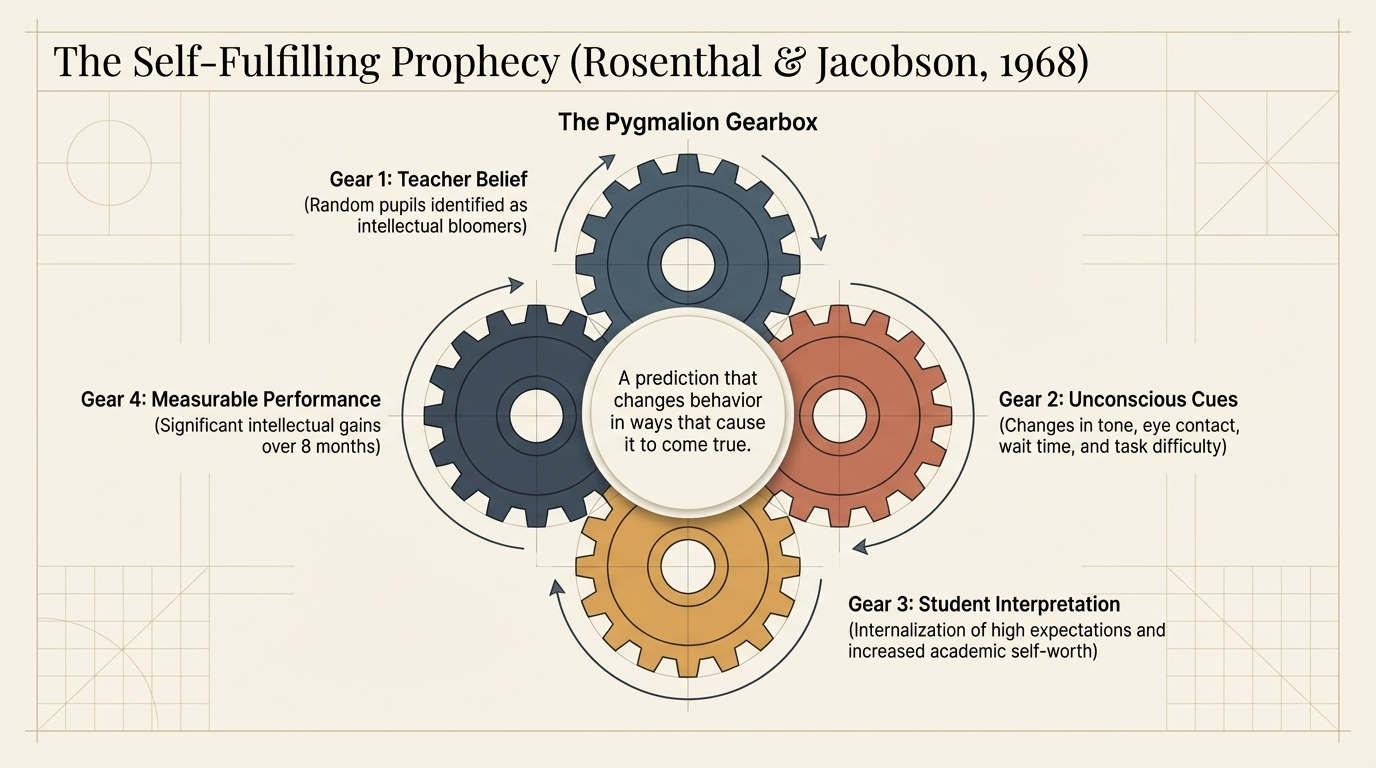 The Self-Fulfilling Prophecy (Rosenthal & Jacobson, 1968)
The Pygmalion Gearbox
Gear 1: Teacher Belief
(Random pupils identified as
intellectual bloomers)
A prediction that
changes behavior
in ways that cause
it to come true.
Gear 2: Unconscious Cues
(Changes in tone, eye contact,
wait time, and task difficulty)
Gear 3: Student Interpretation
(Internalization of high expectations and
increased academic self-worth)
Gear 4: Measurable Performance
(Significant intellectual gains
over 8 months)